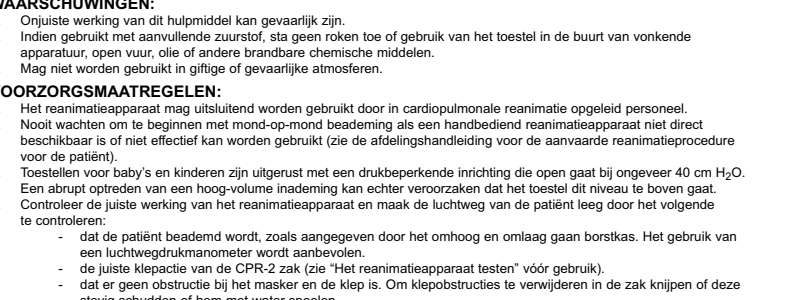 WAARSCHUWINGEN:
Onjuiste werking van dit hulpmiddel kan gevaarlijk zijn.
Indien gebruikt met aanvullende zuurstof, sta geen roken toe of gebruik van het toestel in de buurt van vonkende
apparatuur, open vuur, olie of andere brandbare chemische middelen.
Mag niet worden gebruikt in giftige of gevaarlijke atmosferen.
VOORZORGSMAATREGELEN:
Het reanimatieapparaat mag uitsluitend worden gebruikt door in cardiopulmonale reanimatie opgeleid personeel.
Nooit wachten om te beginnen met mond-op-mond beademing als een handbediend reanimatieapparaat niet direct
beschikbaar is of niet effectief kan worden gebruikt (zie de afdelingshandleiding voor de aanvaarde reanimatieprocedure
voor de patiënt).
Toestellen voor baby's en kinderen zijn uitgerust met een drukbeperkende inrichting die open gaat bij ongeveer 40 cm H₂O.
Een abrupt optreden van een hoog-volume inademing kan echter veroorzaken dat het toestel dit niveau te boven gaat.
Controleer de juiste werking van het reanimatieapparaat en maak de luchtweg van de patiënt leeg door het volgende
te controleren:
- dat de patiënt beademd wordt, zoals aangegeven door het omhoog en omlaag gaan borstkas. Het gebruik van
een luchtwegdrukmanometer wordt aanbevolen.
- de juiste klepactie van de CPR-2 zak (zie “Het reanimatieapparaat testen” vóór gebruik).
- dat er geen obstructie bij het masker en de klep is. Om klepobstructies te verwijderen in de zak knijpen of deze
stevig schudden of hem met water spoelen.